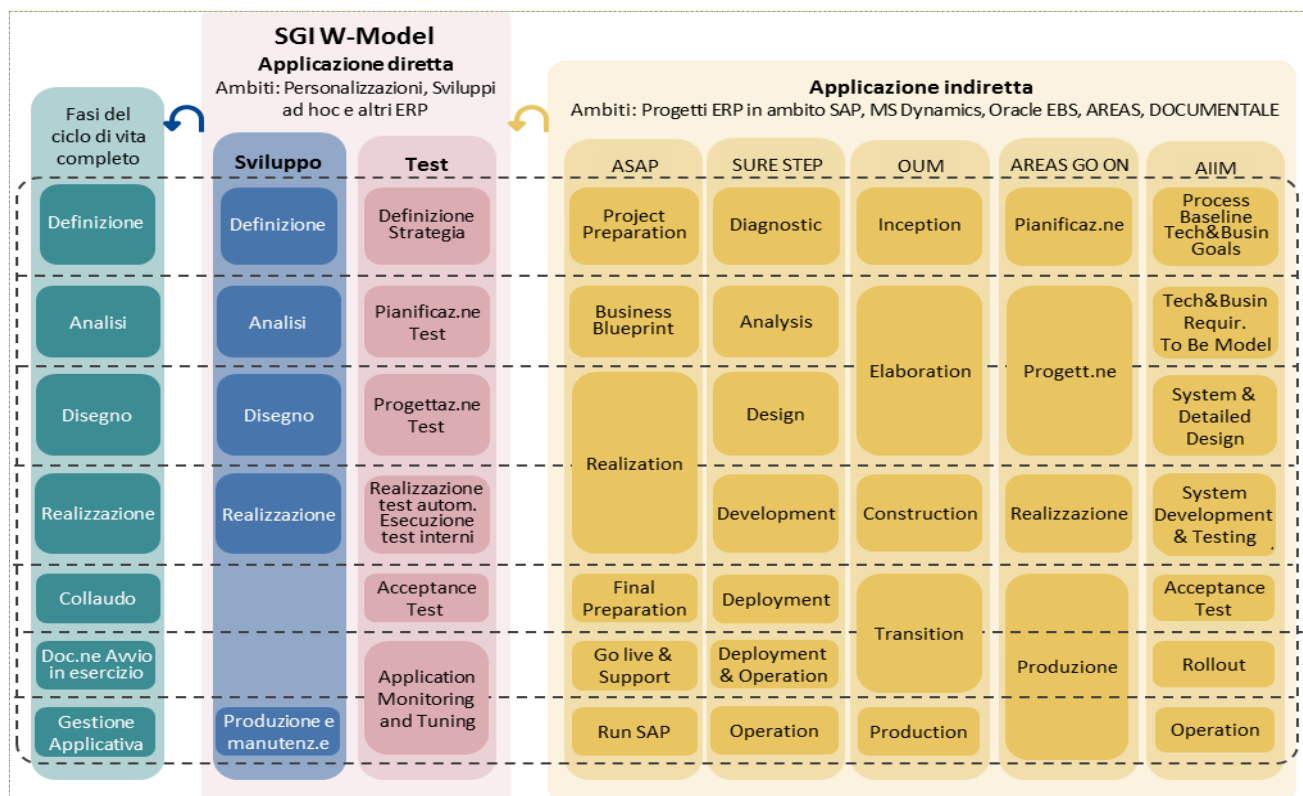 SGI W-Model
Applicazione diretta
Ambiti: Personalizzazioni, Sviluppi
ad hoc e altri ERP
Applicazione indiretta
Ambiti: Progetti ERP in ambito SAP, MS Dynamics, Oracle EBS, AREAS, DOCUMENTALE
Fasi del
ciclo di vita
completo
Sviluppo
Test
ASAP
SURE STEP
OUM
AREAS GO ON
AIIM
Definizione
Definizione
Definizione
Strategia
Project
Preparation
Diagnostic
Inception
Pianificaz.ne
Process
Baseline
Tech&Busin
Goals
Analisi
Analisi
Pianificaz.ne
Test
Business
Blueprint
Analysis
Elaboration
Progett.ne
Tech&Busin
Requir.
To Be Model
Disegno
Disegno
Progettaz.ne
Test
Realization
Design
System &
Detailed
Design
Realizzazione
Realizzazione
Realizzazione
test autom.
Esecuzione
test interni
Development
Construction
Realizzazione
System
Development
& Testing
Collaudo
Acceptance
Test
Final
Preparation
Deployment
Transition
Produzione
Acceptance
Test
Doc.ne Avvio
in esercizio
Application
Monitoring
and Tuning
Go live &
Support
Deployment
& Operation
Rollout
Gestione
Applicativa
Produzione e
manutenz.e
Run SAP
Operation
Production
Operation